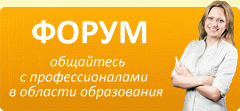 ФОРУМ
общайтесь
с профессионалами
в области образования